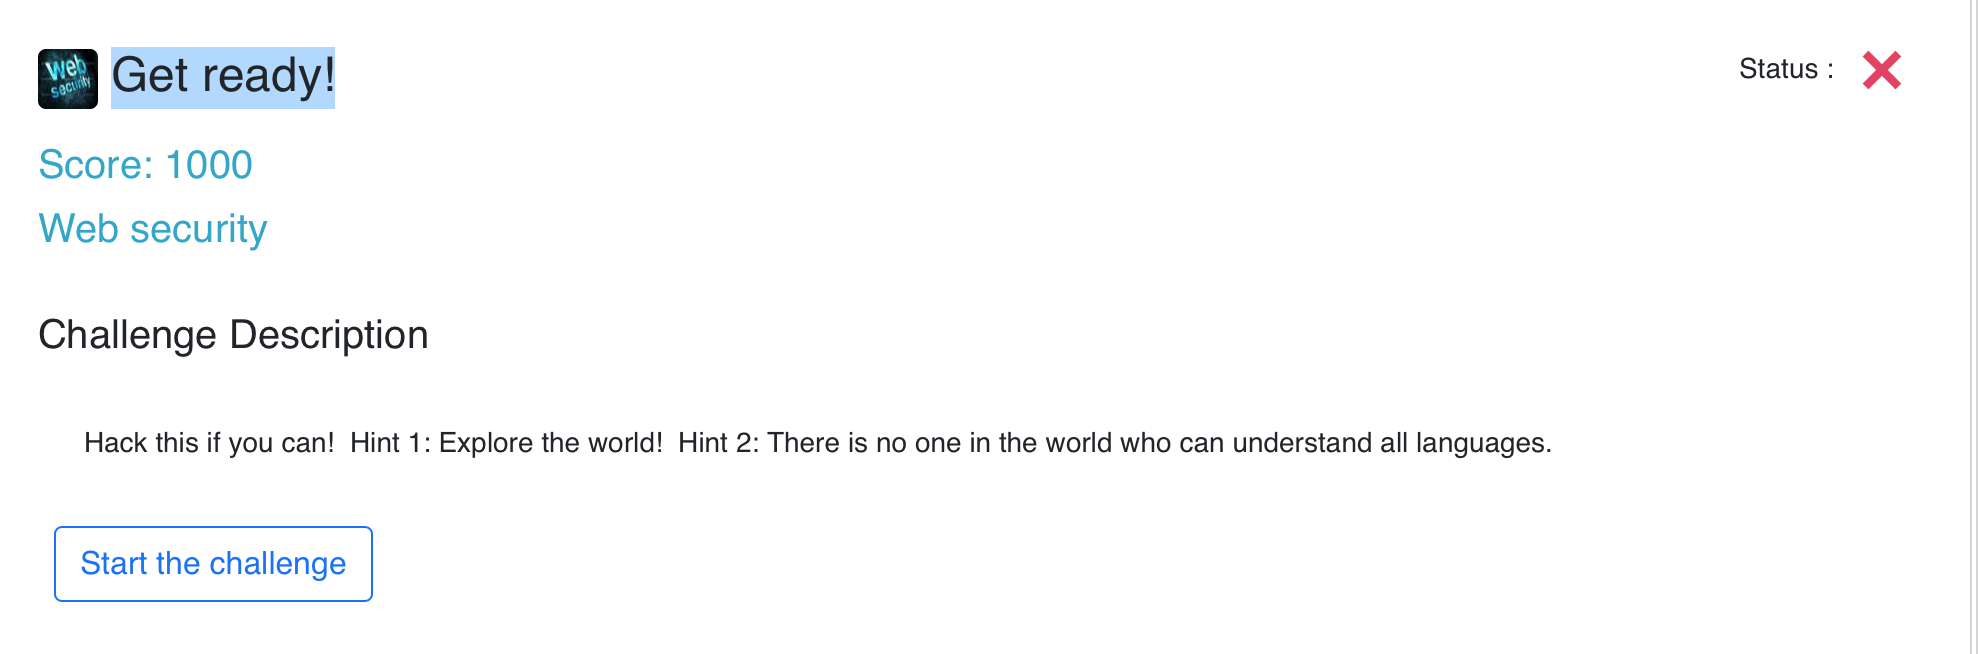 Web security
Get ready!
Status :
Score: 1000
Web security
Challenge Description
Hack this if you can!  Hint 1: Explore the world!  Hint 2: There is no one in the world who can understand all languages.
Start the challenge